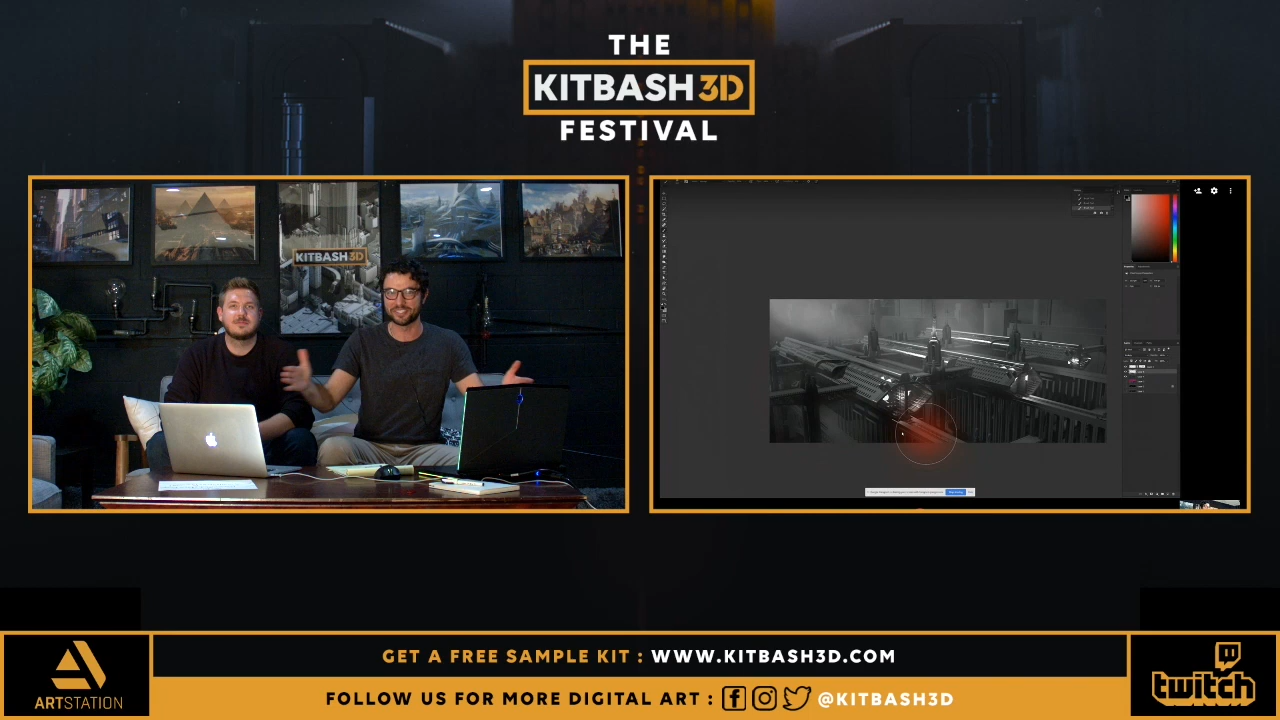 THE
KITBASH3D
FESTIVAL
KITBASH3D
GET A FREE SAMPLE KIT : WWW.KITBASH3D.COM
FOLLOW US FOR MORE DIGITAL ART : @KITBASH3D
ARTSTATION
twitch